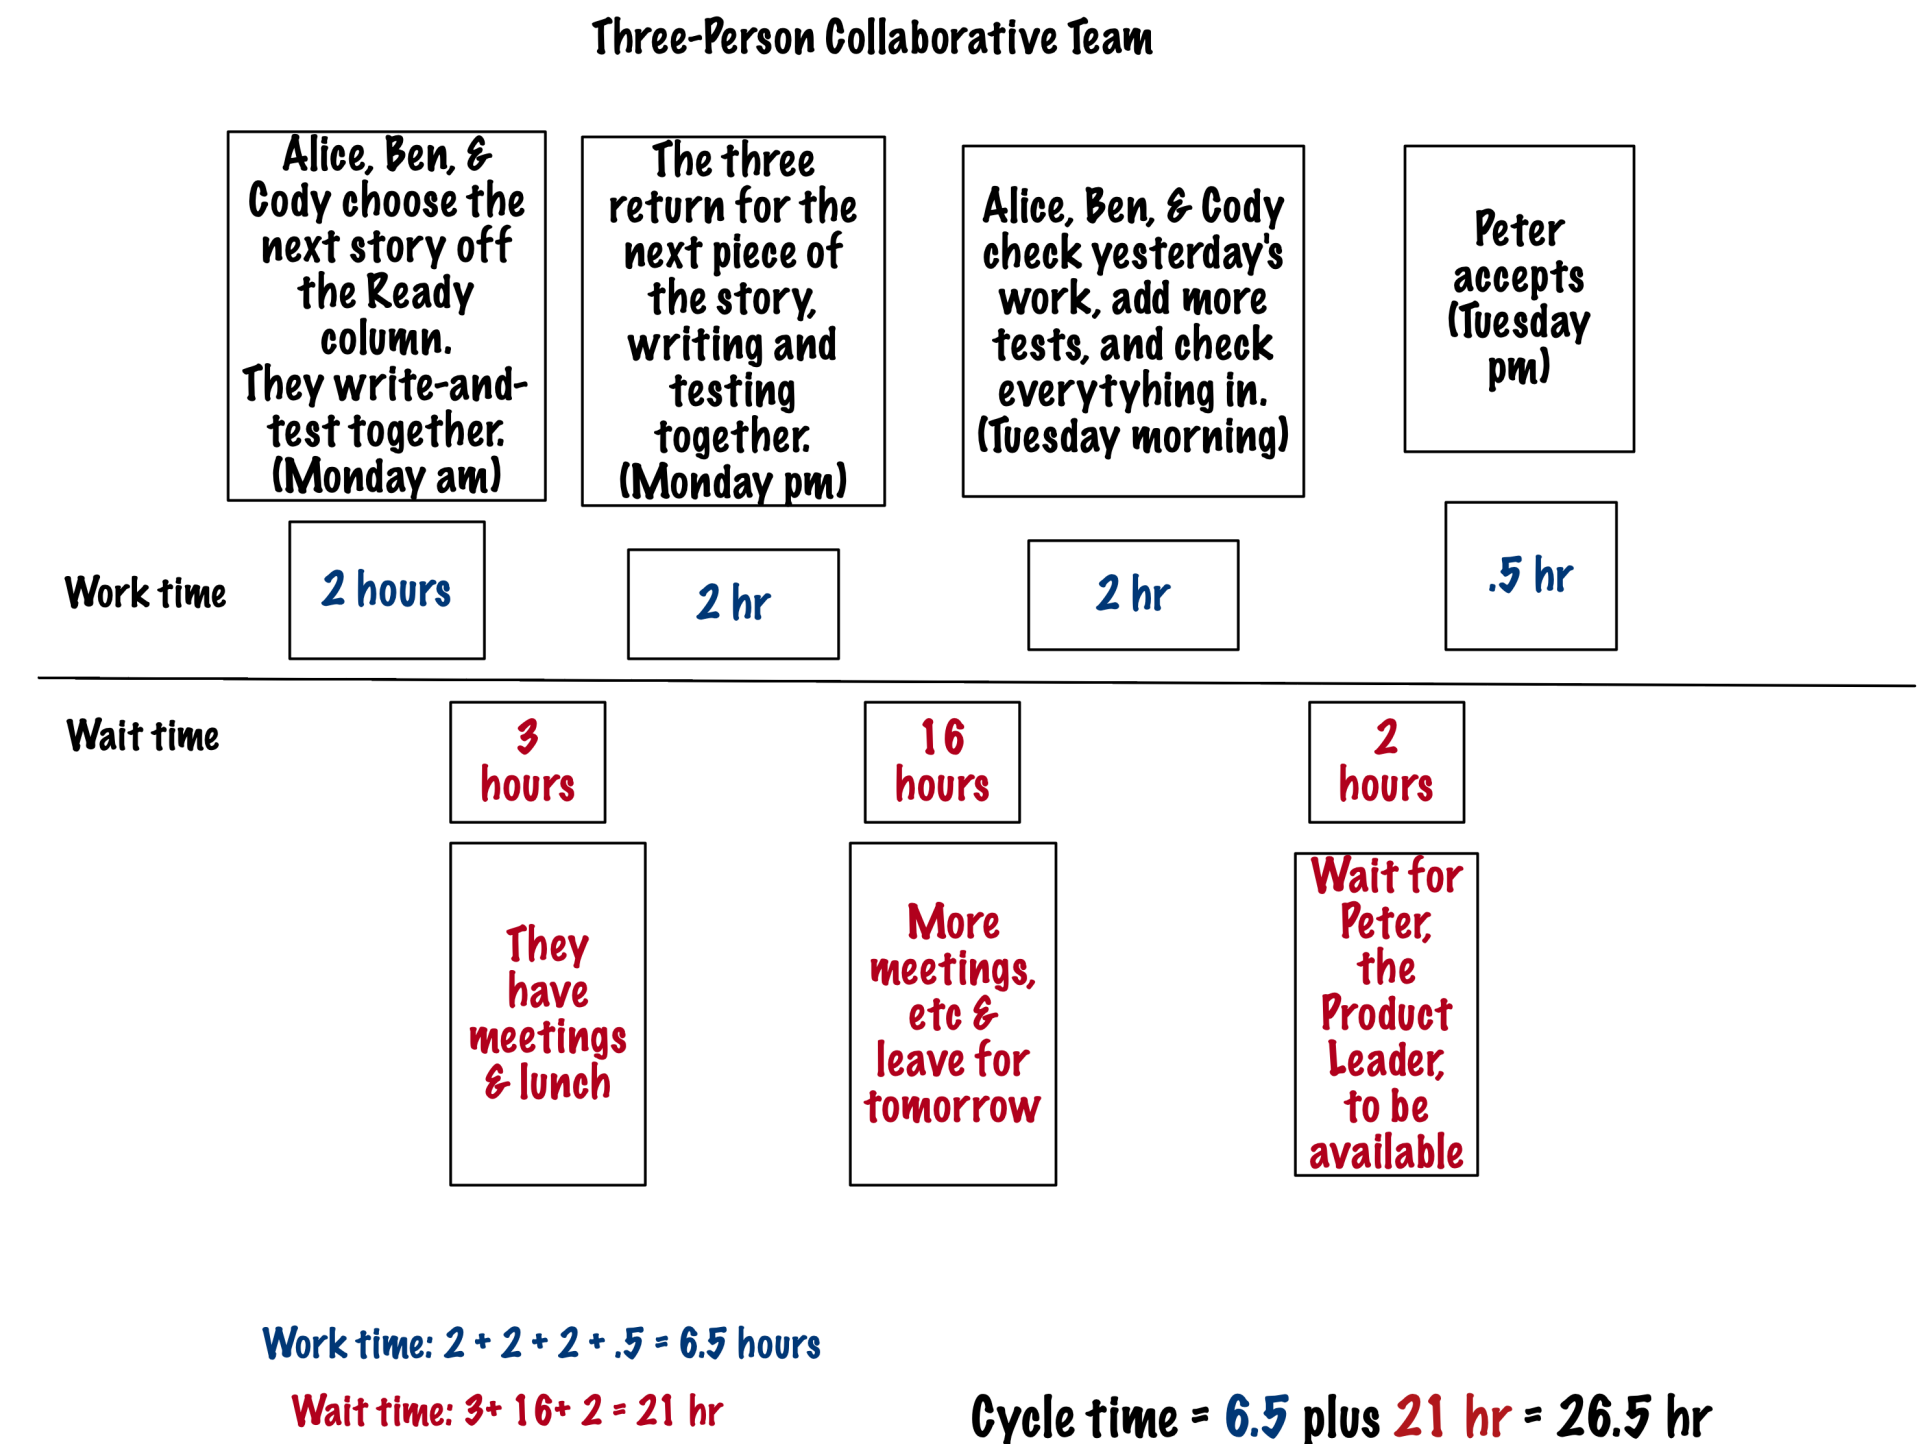 Three-Person Collaborative Team
Alice, Ben, &
Cody choose the
next story off
the Ready
column.
They write-and-
test together.
(Monday am)
The three
return for the
next piece of
the story,
writing and
testing
together.
(Monday pm)
Alice, Ben, & Cody
check yesterday's
work, add more
tests, and check
everytyhing in.
(Tuesday morning)
Peter
accepts
(Tuesday
pm)
Work time
2 hours
2 hr
2 hr
.5 hr
Wait time
3
hours
16
hours
2
hours
They
have
meetings
& lunch
More
meetings,
etc &
leave for
tomorrow
Wait for
Peter,
the
Product
Leader,
to be
available
Work time: 2 + 2 + 2 + .5 = 6.5 hours
Wait time: 3+ 16+ 2 = 21 hr
Cycle time = 6.5 plus 21 hr = 26.5 hr